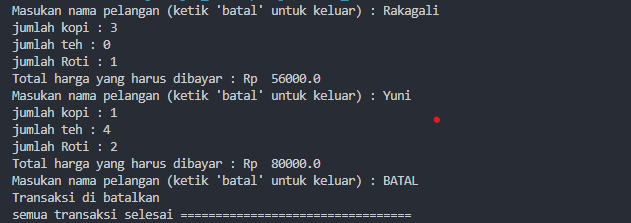 Masukan nama pelangan (ketik 'batal' untuk keluar) : Rakagali
jumlah kopi : 3
jumlah teh : 0
jumlah Roti : 1
Total harga yang harus dibayar : Rp  56000.0
Masukan nama pelangan (ketik 'batal' untuk keluar) : Yuni
jumlah kopi : 1
jumlah teh : 4
jumlah Roti : 2
Total harga yang harus dibayar : Rp  80000.0
Masukan nama pelangan (ketik 'batal' untuk keluar) : BATAL
Transaksi di batalkan
semua transaksi selesai =================================